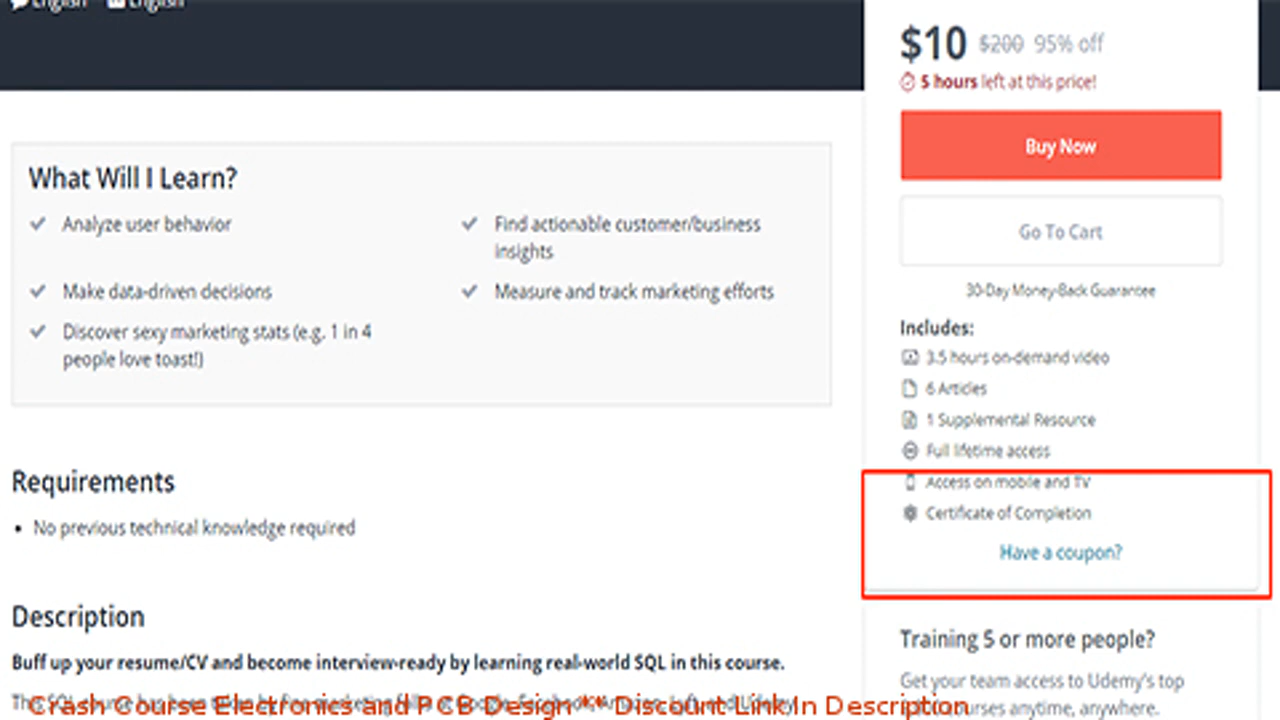 English English
$10 $200 95% off
5 hours left at this price!
Buy Now
Go To Cart
30-Day Money-Back Guarantee
Includes:
3.5 hours on-demand video
6 Articles
1 Supplemental Resource
Full lifetime access
Access on mobile and TV
Certificate of Completion
Have a coupon?
Training 5 or more people?
Get your team access to Udemy's top
courses anytime, anywhere.
What Will I Learn?
Analyze user behavior
Find actionable customer/business
insights
Make data-driven decisions
Measure and track marketing efforts
Discover sexy marketing stats (e.g. 1 in 4
people love toast!)
Requirements
• No previous technical knowledge required
Description
Buff up your resume/CV and become interview-ready by learning real-world SQL in this course.
Crash Course Electronics and PCB Design ** Discount Link In Description